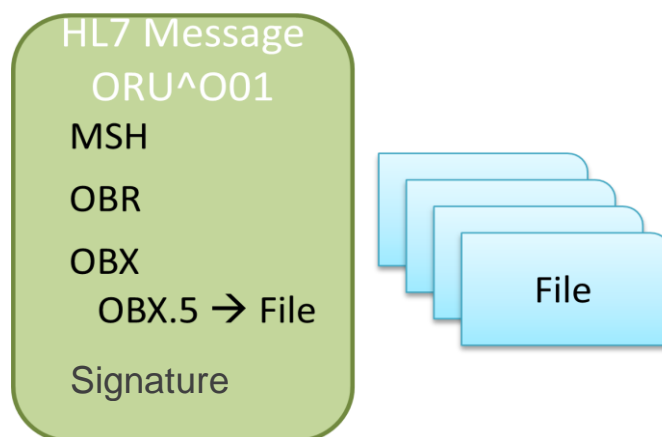 HL7 Message
ORU^O01
MSH
OBR
OBX
OBX.5 → File
Signature
File